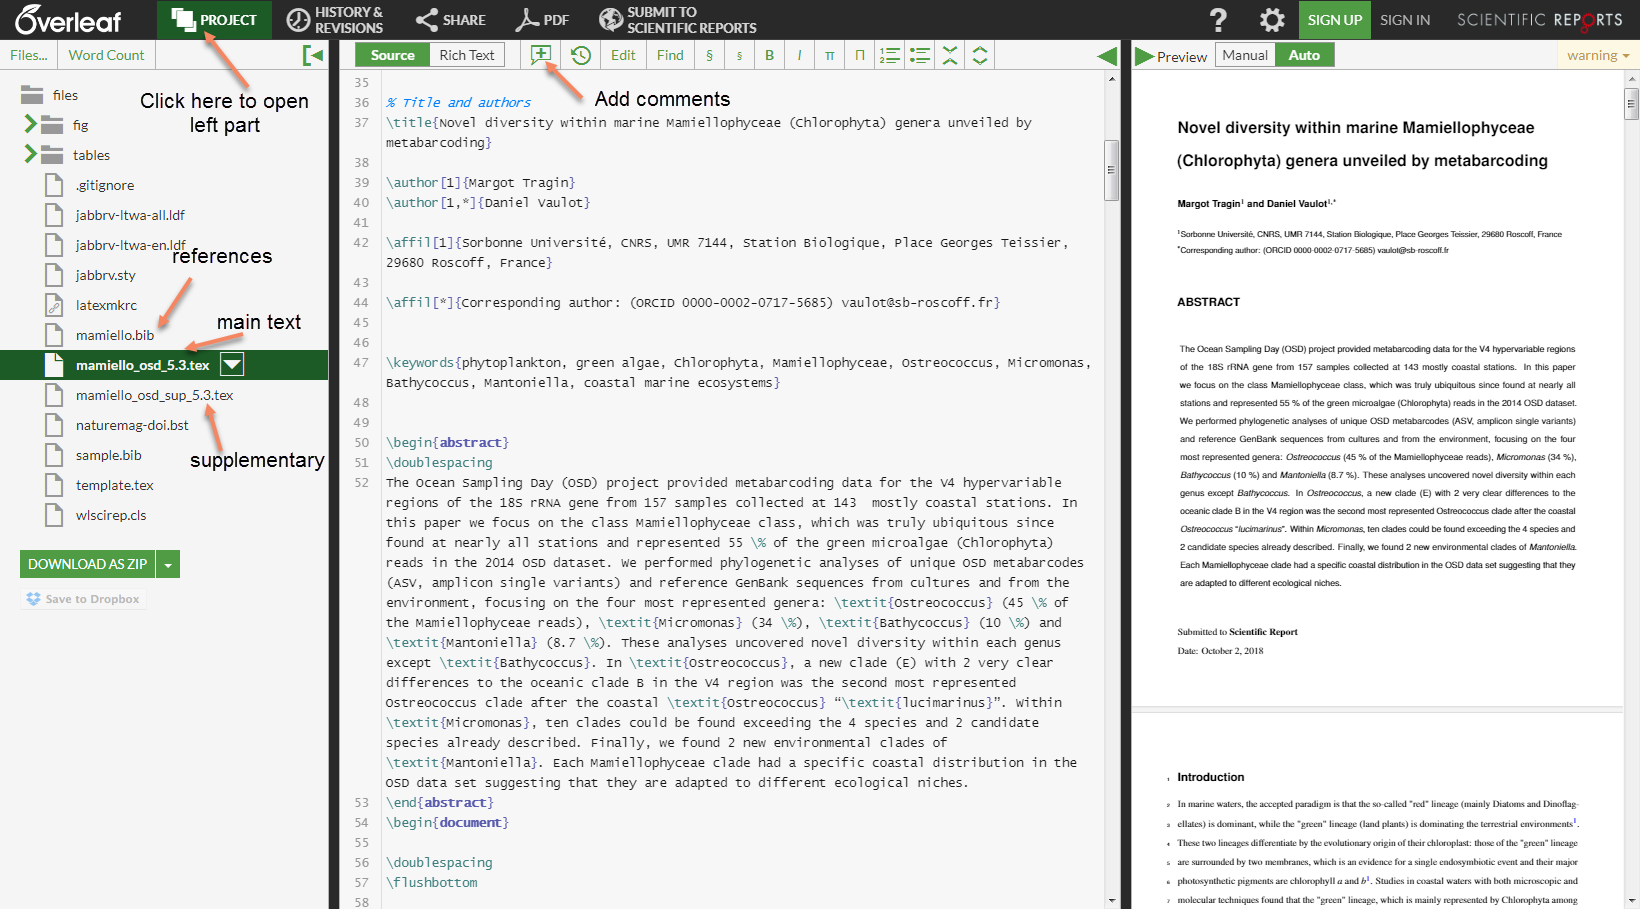 Overleaf
PROJECT
HISTORY & REVISIONS
SHARE
PDF
SUBMIT TO SCIENTIFIC REPORTS
?
SIGN UP
SIGN IN
SCIENTIFIC REPORTS
Files...
Word Count
Source
Rich Text
Edit
Find
§
§
B
I
π
Π
Preview
Manual
Auto
warning
Click here to open
left part
Add comments
references
main text
supplementary
files
fig
tables
.gitignore
jabbrv-ltwa-all.ldf
jabbrv-ltwa-en.ldf
jabbrv.sty
latexmkrc
mamiello.bib
mamiello_osd_5.3.tex
mamiello_osd_sup_5.3.tex
naturemag-doi.bst
sample.bib
template.tex
wlscirep.cls
DOWNLOAD AS ZIP
Save to Dropbox
35
36 % Title and authors
37 \title{Novel diversity within marine Mamiellophyceae (Chlorophyta) genera unveiled by
metabarcoding}
38
39 \author[1]{Margot Tragin}
40 \author[1,*]{Daniel Vaulot}
41
42 \affil[1]{Sorbonne Université, CNRS, UMR 7144, Station Biologique, Place Georges Teissier,
29680 Roscoff, France}
43
44 \affil[*]{Corresponding author: (ORCID 0000-0002-0717-5685) vaulot@sb-roscoff.fr}
45
46
47 \keywords{phytoplankton, green algae, Chlorophyta, Mamiellophyceae, Ostreococcus, Micromonas,
Bathycoccus, Mantoniella, coastal marine ecosystems}
48
49
50 \begin{abstract}
51 \doublespacing
52 The Ocean Sampling Day (OSD) project provided metabarcoding data for the V4 hypervariable
regions of the 18S rRNA gene from 157 samples collected at 143  mostly coastal stations. In
this paper we focus on the class Mamiellophyceae class, which was truly ubiquitous since
found at nearly all stations and represented 55 \% of the green microalgae (Chlorophyta)
reads in the 2014 OSD dataset. We performed phylogenetic analyses of unique OSD metabarcodes
(ASV, amplicon single variants) and reference GenBank sequences from cultures and from the
environment, focusing on the four most represented genera: \textit{Ostreococcus} (45 \% of
the Mamiellophyceae reads), \textit{Micromonas} (34 \%), \textit{Bathycoccus} (10 \%) and
\textit{Mantoniella} (8.7 \%). These analyses uncovered novel diversity within each genus
except \textit{Bathycoccus}. In \textit{Ostreococcus}, a new clade (E) with 2 very clear
differences to the oceanic clade B in the V4 region was the second most represented
Ostreococcus clade after the coastal \textit{Ostreococcus} “\textit{lucimarinus}”. Within
\textit{Micromonas}, ten clades could be found exceeding the 4 species and 2 candidate
species already described. Finally, we found 2 new environmental clades of
\textit{Mantoniella}. Each Mamiellophyceae clade had a specific coastal distribution in the
OSD data set suggesting that they are adapted to different ecological niches.
53 \end{abstract}
54 \begin{document}
55
56 \doublespacing
57 \flushbottom
58
Novel diversity within marine Mamiellophyceae
(Chlorophyta) genera unveiled by metabarcoding
Margot Tragin1 and Daniel Vaulot1,*
1Sorbonne Université, CNRS, UMR 7144, Station Biologique, Place Georges Teissier, 29680 Roscoff, France
*Corresponding author: (ORCID 0000-0002-0717-5685) vaulot@sb-roscoff.fr
ABSTRACT
The Ocean Sampling Day (OSD) project provided metabarcoding data for the V4 hypervariable regions
of the 18S rRNA gene from 157 samples collected at 143 mostly coastal stations. In this paper
we focus on the class Mamiellophyceae class, which was truly ubiquitous since found at nearly all
stations and represented 55 % of the green microalgae (Chlorophyta) reads in the 2014 OSD dataset.
We performed phylogenetic analyses of unique OSD metabarcodes (ASV, amplicon single variants)
and reference GenBank sequences from cultures and from the environment, focusing on the four
most represented genera: Ostreococcus (45 % of the Mamiellophyceae reads), Micromonas (34 %),
Bathycoccus (10 %) and Mantoniella (8.7 %). These analyses uncovered novel diversity within each
genus except Bathycoccus. In Ostreococcus, a new clade (E) with 2 very clear differences to the
oceanic clade B in the V4 region was the second most represented Ostreococcus clade after the coastal
Ostreococcus “lucimarinus”. Within Micromonas, ten clades could be found exceeding the 4 species and
2 candidate species already described. Finally, we found 2 new environmental clades of Mantoniella.
Each Mamiellophyceae clade had a specific coastal distribution in the OSD data set suggesting that they
are adapted to different ecological niches.
Submitted to Scientific Report
Date: October 2, 2018
1 Introduction
2 In marine waters, the accepted paradigm is that the so-called "red" lineage (mainly Diatoms and Dinoflag-
3 ellates) is dominant, while the "green" lineage (land plants) is dominating the terrestrial environments1.
4 These two lineages differentiate by the evolutionary origin of their chloroplast: those of the "green" lineage
5 are surrounded by two membranes, which is an evidence for a single endosymbiotic event and their major
6 photosynthetic pigments are chlorophyll a and b1. Studies in coastal waters with both microscopic and
7 molecular techniques found that the "green" lineage, which is mainly represented by Chlorophyta among